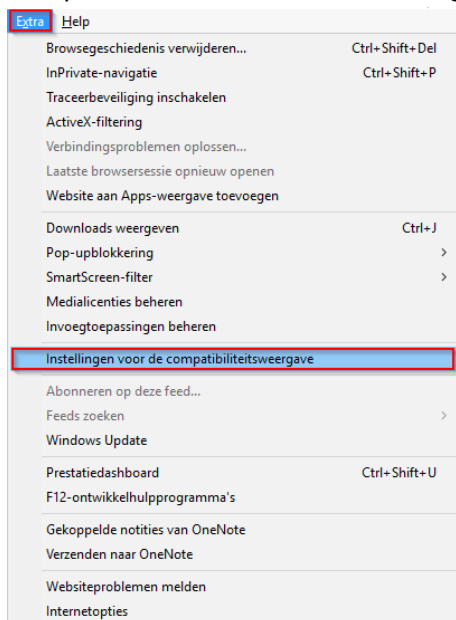 Extra Help
Browsegeschiedenis verwijderen... Ctrl+Shift+Del
InPrivate-navigatie Ctrl+Shift+P
Traceerbeveiliging inschakelen
ActiveX-filtering
Verbindingsproblemen oplossen...
Laatste browsersessie opnieuw openen
Website aan Apps-weergave toevoegen
Downloads weergeven Ctrl+J
Pop-upblokkering
SmartScreen-filter
Medialicenties beheren
Invoegtoepassingen beheren
Instellingen voor de compatibiliteitsweergave
Abonneren op deze feed...
Feeds zoeken
Windows Update
Prestatiedashboard Ctrl+Shift+U
F12-ontwikkelhulpprogramma's
Gekoppelde notities van OneNote
Verzenden naar OneNote
Websiteproblemen melden
Internetopties